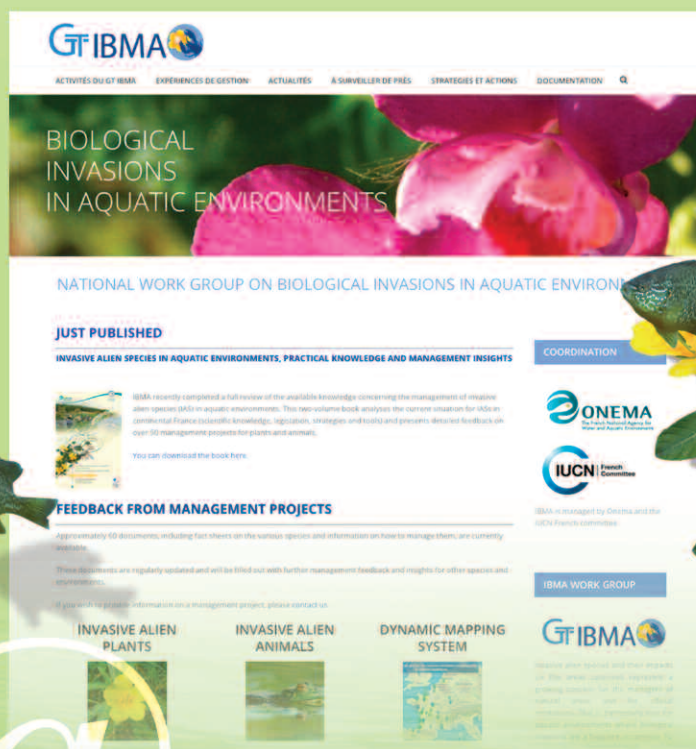 GT IBMA
ACTIVITÉS DU GT IBMA EXPÉRIENCES DE GESTION ACTUALITÉS À SURVEILLER DE PRÈS STRATEGIES ET ACTIONS DOCUMENTATION
BIOLOGICAL
INVASIONS
IN AQUATIC ENVIRONMENTS
NATIONAL WORK GROUP ON BIOLOGICAL INVASIONS IN AQUATIC ENVIRON
JUST PUBLISHED
INVASIVE ALIEN SPECIES IN AQUATIC ENVIRONMENTS, PRACTICAL KNOWLEDGE AND MANAGEMENT INSIGHTS
IBMA recently completed a full review of the available knowledge concerning the management of invasive
alien species (IAS) in aquatic environments. This two-volume book analyses the current situation for IASs in
continental France (scientific knowledge, legislation, strategies and tools) and presents detailed feedback on
over 50 management projects for plants and animals.
You can download the book here.
FEEDBACK FROM MANAGEMENT PROJECTS
Approximately 60 documents, including fact sheets on the various species and information on how to manage them, are currently
available.
These documents are regularly updated and will be filled out with further management feedback and insights for other species and
environments.
If you wish to provide information on a management project, please contact us.
INVASIVE ALIEN
PLANTS
INVASIVE ALIEN
ANIMALS
DYNAMIC MAPPING
SYSTEM
COORDINATION
ONEMA
The French National Agency for
Water and Aquatic Environments
IUCN French
Committee
IBMA is managed by Onema and the
IUCN French committee
IBMA WORK GROUP
GT IBMA
Invasive alien species and their impacts